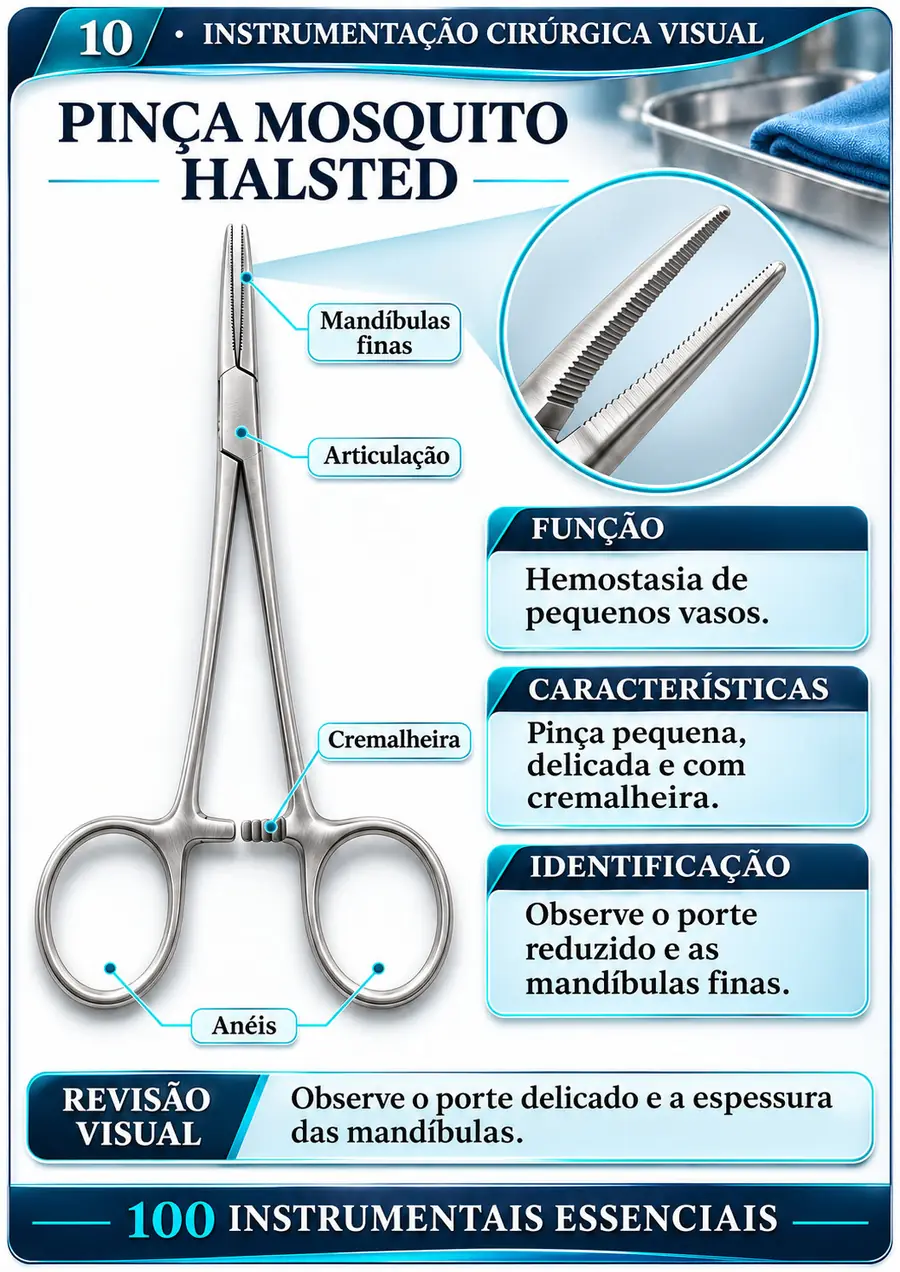 10 • INSTRUMENTAÇÃO CIRÚRGICA VISUAL
PINÇA MOSQUITO
HALSTED
Mandíbulas
finas
Articulação
FUNÇÃO
Hemostasia de
pequenos vasos.
CARACTERÍSTICAS
Pinça pequena,
delicada e com
cremalheira.
Cremalheira
IDENTIFICAÇÃO
Observe o porte
reduzido e as
mandíbulas finas.
Anéis
REVISÃO
VISUAL
Observe o porte delicado e a espessura
das mandíbulas.
100 INSTRUMENTAIS ESSENCIAIS